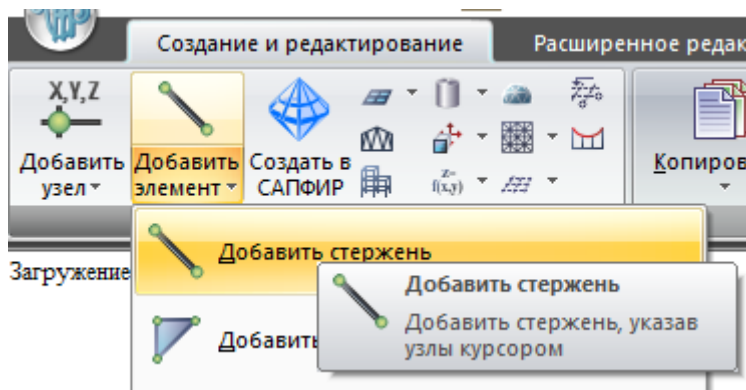 Создание и редактирование
Расширенное редак
X,Y,Z
Добавить узел
Добавить элемент
Создать в САПФИР
z=
f(x,y)
Копиров
Загружение
Добавить стержень
Добавить стержень
Добавить стержень, указав
узлы курсором
Добавить